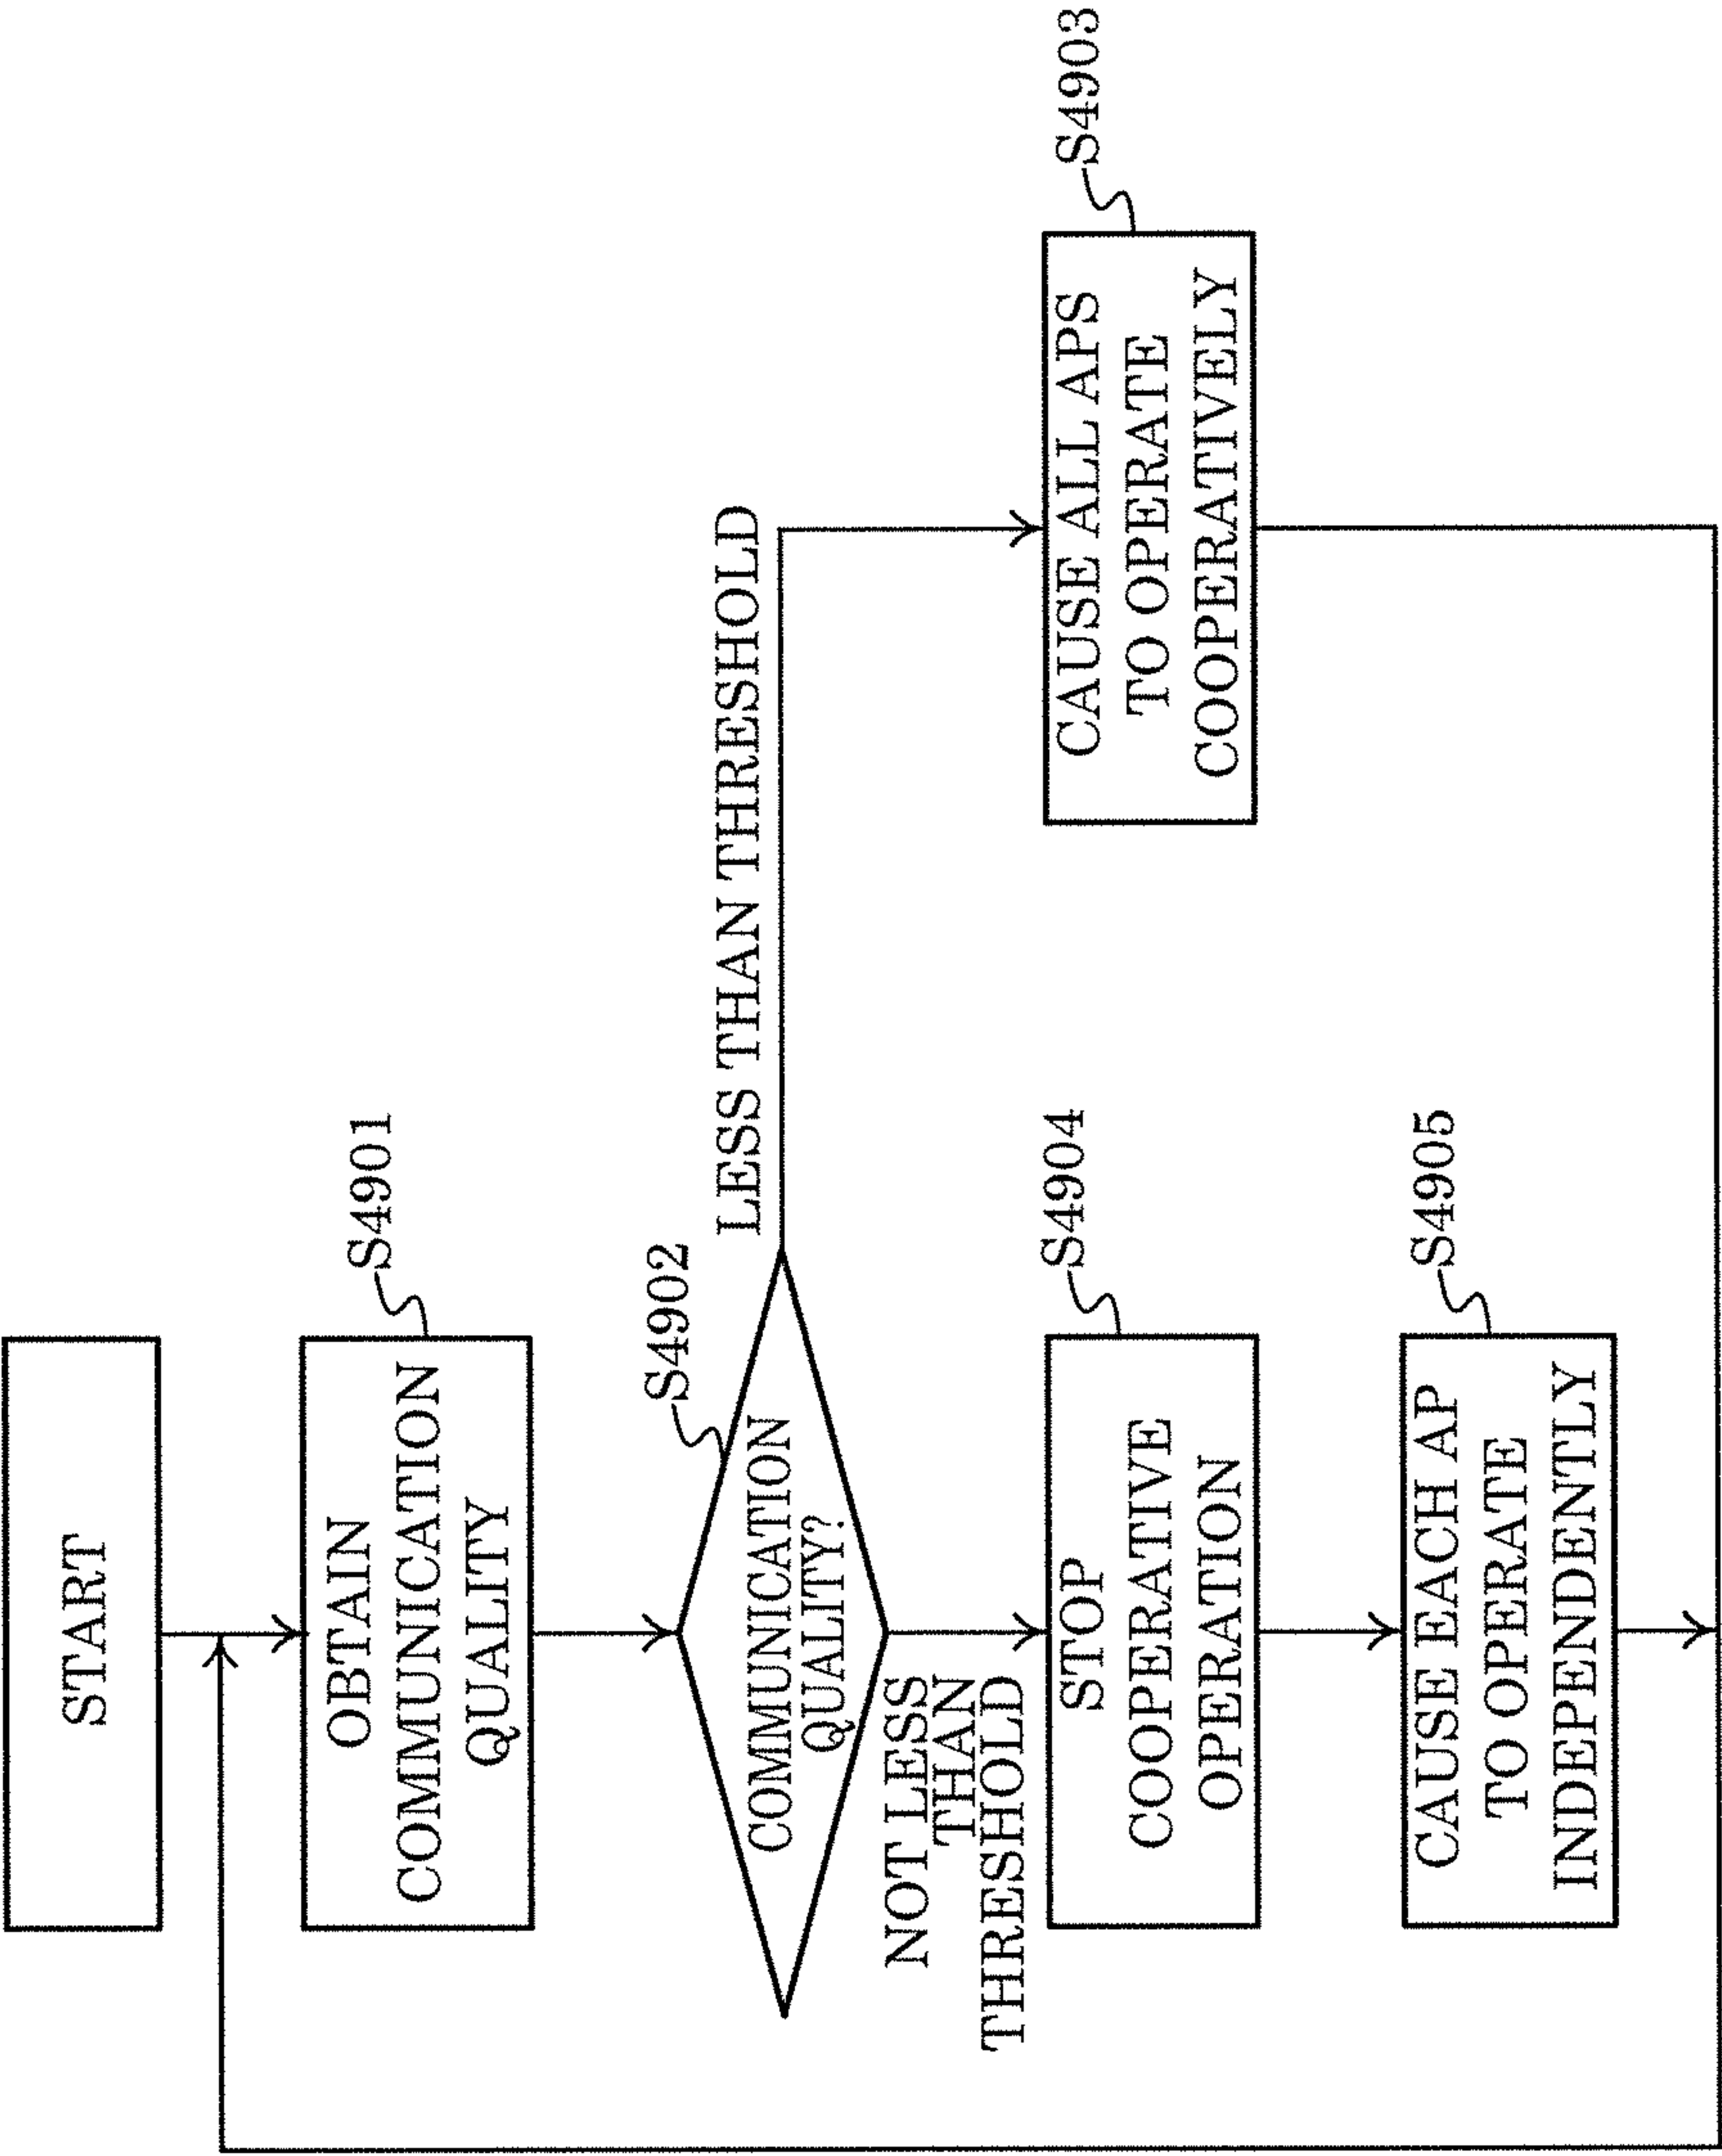 START
S4901
OBTAIN
COMMUNICATION
QUALITY
S4902
COMMUNICATION
QUALITY?
LESS THAN THRESHOLD
NOT LESS
THAN
THRESHOLD
S4903
CAUSE ALL APS
TO OPERATE
COOPERATIVELY
S4904
STOP
COOPERATIVE
OPERATION
S4905
CAUSE EACH AP
TO OPERATE
INDEPENDENTLY